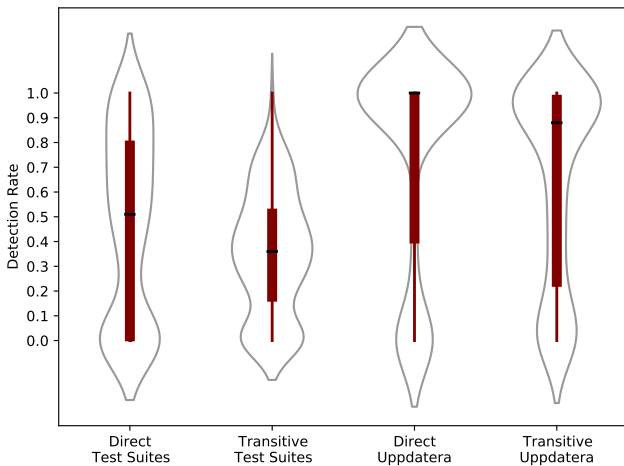 Detection Rate
1.0
0.9
0.8
0.7
0.6
0.5
0.4
0.3
0.2
0.1
0.0
Direct
Test Suites
Transitive
Test Suites
Direct
Uppdatera
Transitive
Uppdatera